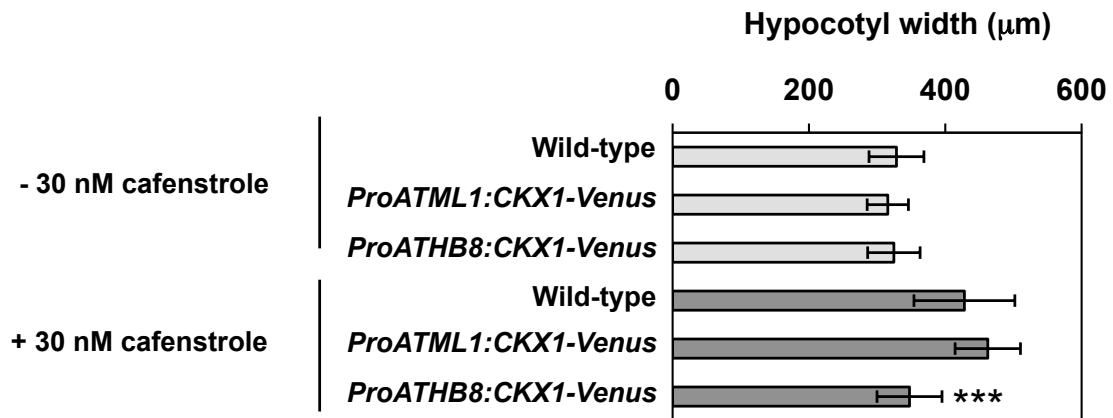 Hypocotyl width (μm)
0 200 400 600
- 30 nM cafenstrole
Wild-type
ProATML1:CKX1-Venus
ProATHB8:CKX1-Venus
+ 30 nM cafenstrole
Wild-type
ProATML1:CKX1-Venus
ProATHB8:CKX1-Venus ***